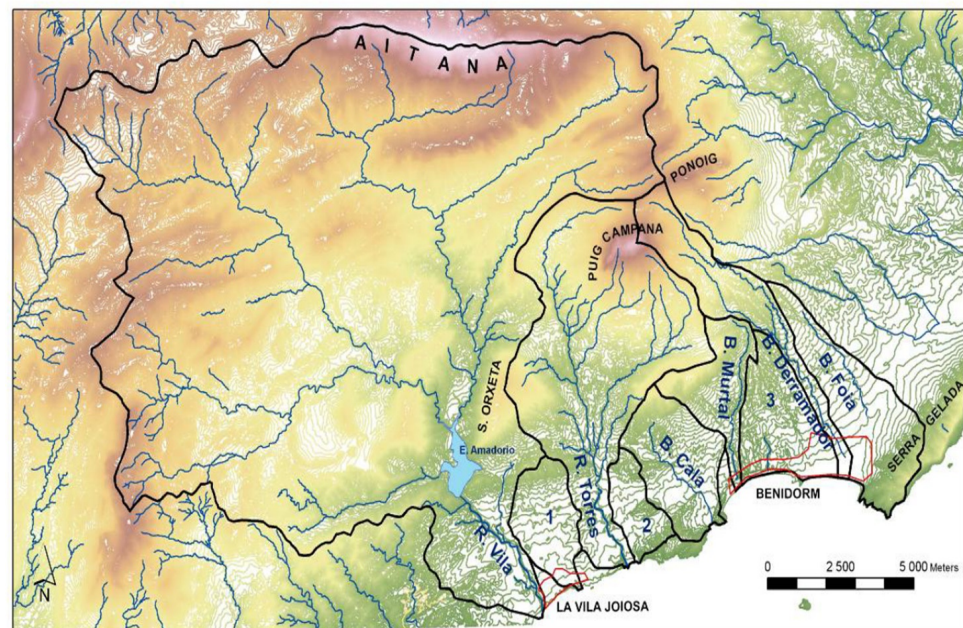 AITANA
PONOIG
PUIG CAMPANA
S. ORXETA
E. Amadorio
B. Murtal
B. Derramador
B. Foia
SERRA GELADA
3
R. Torres
B. Cala
1
2
R. Vila
BENIDORM
LA VILA JOIOSA
0 2 500 5 000 Meters
N